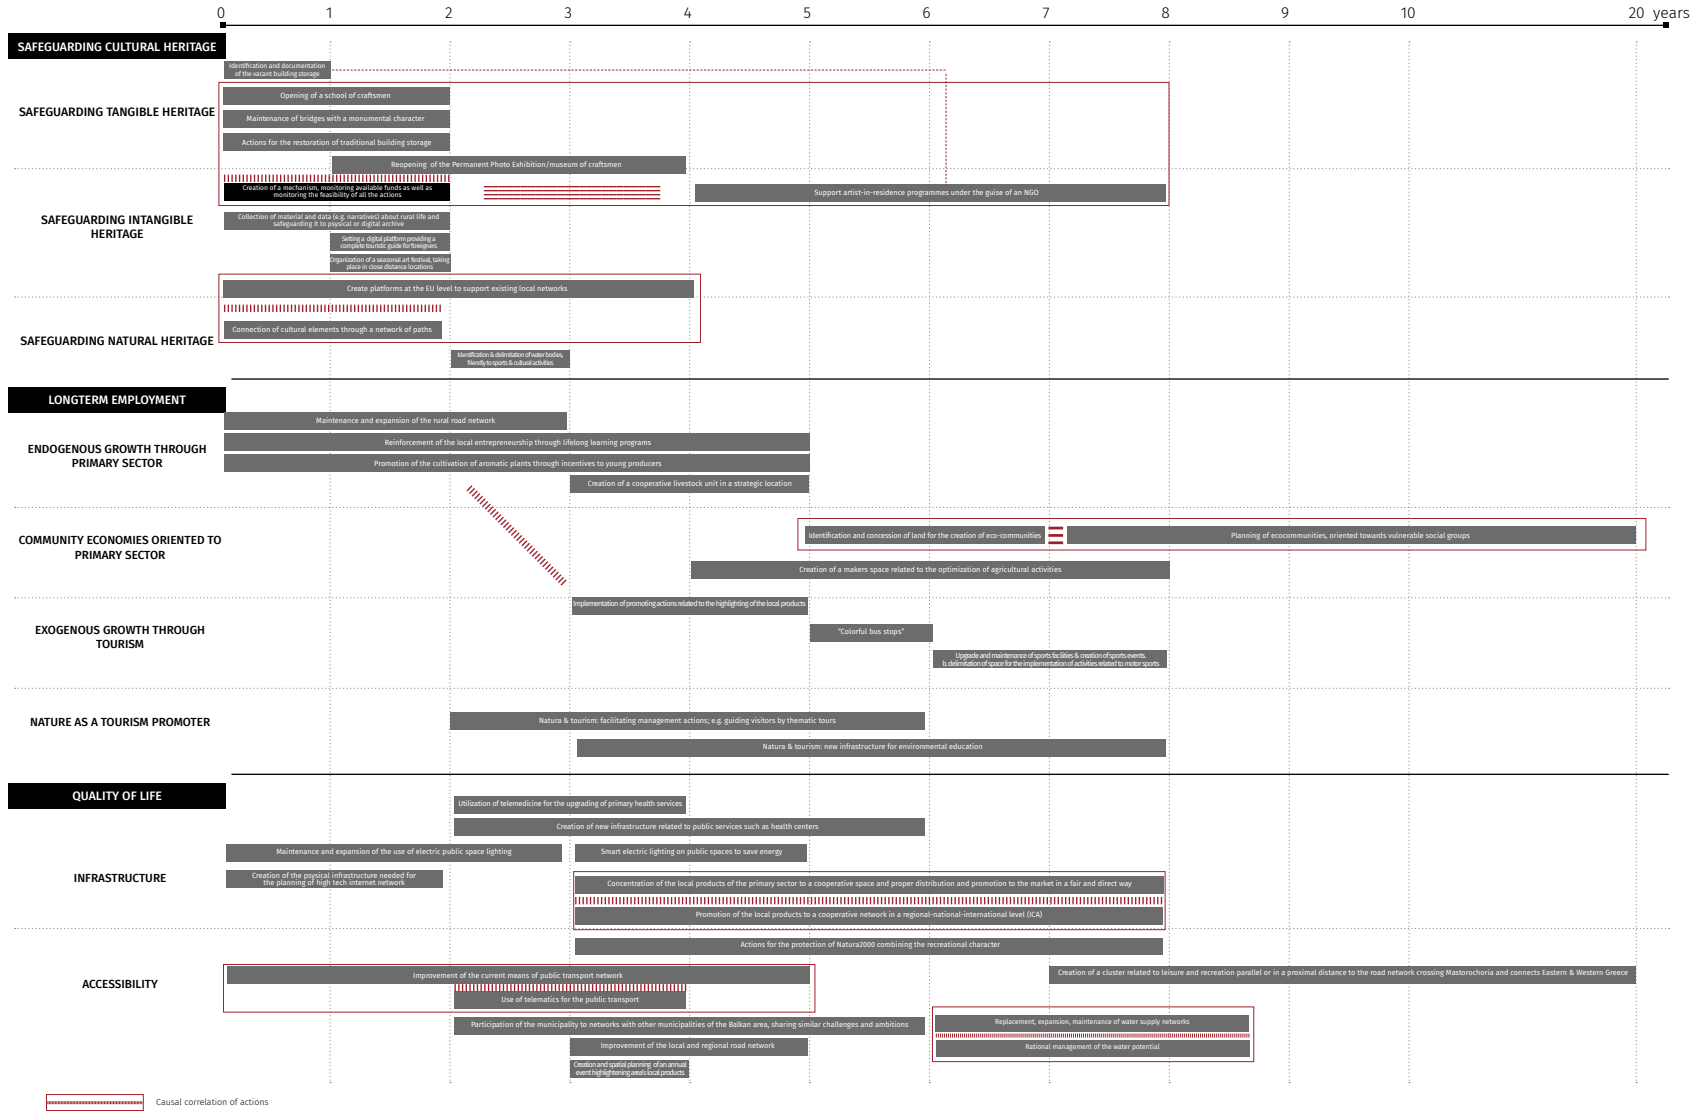 0 1 2 3 4 5 6 7 8 9 10 20 years
SAFEGUARDING CULTURAL HERITAGE
Identification and documentation
of the vacant building storage
Opening of a school of craftsmen
SAFEGUARDING TANGIBLE HERITAGE
Maintenance of bridges with a monumental character
Actions for the restoration of traditional building storage
Reopening of the Permanent Photo Exhibition/museum of craftsmen
Creation of a mechanism, monitoring available funds as well as
monitoring the feasibility of all the actions
Support artist-in-residence programmes under the guise of an NGO
SAFEGUARDING INTANGIBLE
HERITAGE
Collection of material and data (e.g. narratives) about rural life and
safeguarding it to psysical or digital archive
Setting a digital platform providing a
complete touristic guide for foreigners
Organization of a seasonal art festival, taking
place in close distance locations
Create platforms at the EU level to support existing local networks
Connection of cultural elements through a network of paths
SAFEGUARDING NATURAL HERITAGE
Identification & delimitation of water bodies,
friendly to sports & cultural activities
LONGTERM EMPLOYMENT
Maintenance and expansion of the rural road network
ENDOGENOUS GROWTH THROUGH
PRIMARY SECTOR
Reinforcement of the local entrepreneurship through lifelong learning programs
Promotion of the cultivation of aromatic plants through incentives to young producers
Creation of a cooperative livestock unit in a strategic location
COMMUNITY ECONOMIES ORIENTED TO
PRIMARY SECTOR
Identification and concession of land for the creation of eco-communities
Planning of ecocommunities, oriented towards vulnerable social groups
Creation of a makers space related to the optimization of agricultural activities
Implementation of promoting actions related to the highlighting of the local products
EXOGENOUS GROWTH THROUGH
TOURISM
"Colorful bus stops"
Upgrade and maintenance of sports facilities & creation of sports events.
b. delimitation of space for the implementation of activities related to motor sports
NATURE AS A TOURISM PROMOTER
Natura & tourism: facilitating management actions; e.g. guiding visitors by thematic tours
Natura & tourism: new infrastructure for environmental education
QUALITY OF LIFE
Utilization of telemedicine for the upgrading of primary health services
Creation of new infrastructure related to public services such as health centers
Maintenance and expansion of the use of electric public space lighting
Smart electric lighting on public spaces to save energy
INFRASTRUCTURE
Creation of the psysical infrastructure needed for
the planning of high tech internet network
Concentration of the local products of the primary sector to a cooperative space and proper distribution and promotion to the market in a fair and direct way
Promotion of the local products to a cooperative network in a regional-national-international level (ICA)
Actions for the protection of Natura2000 combining the recreational character
ACCESSIBILITY
Improvement of the current means of public transport network
Creation of a cluster related to leisure and recreation parallel or in a proximal distance to the road network crossing Mastorochoria and connects Eastern & Western Greece
Use of telematics for the public transport
Participation of the municipality to networks with other municipalities of the Balkan area, sharing similar challenges and ambitions
Replacement, expansion, maintenance of water supply networks
Improvement of the local and regional road network
Rational management of the water potential
Creation and spatial planning of an annual
event highlightening area's local products
Causal correlation of actions